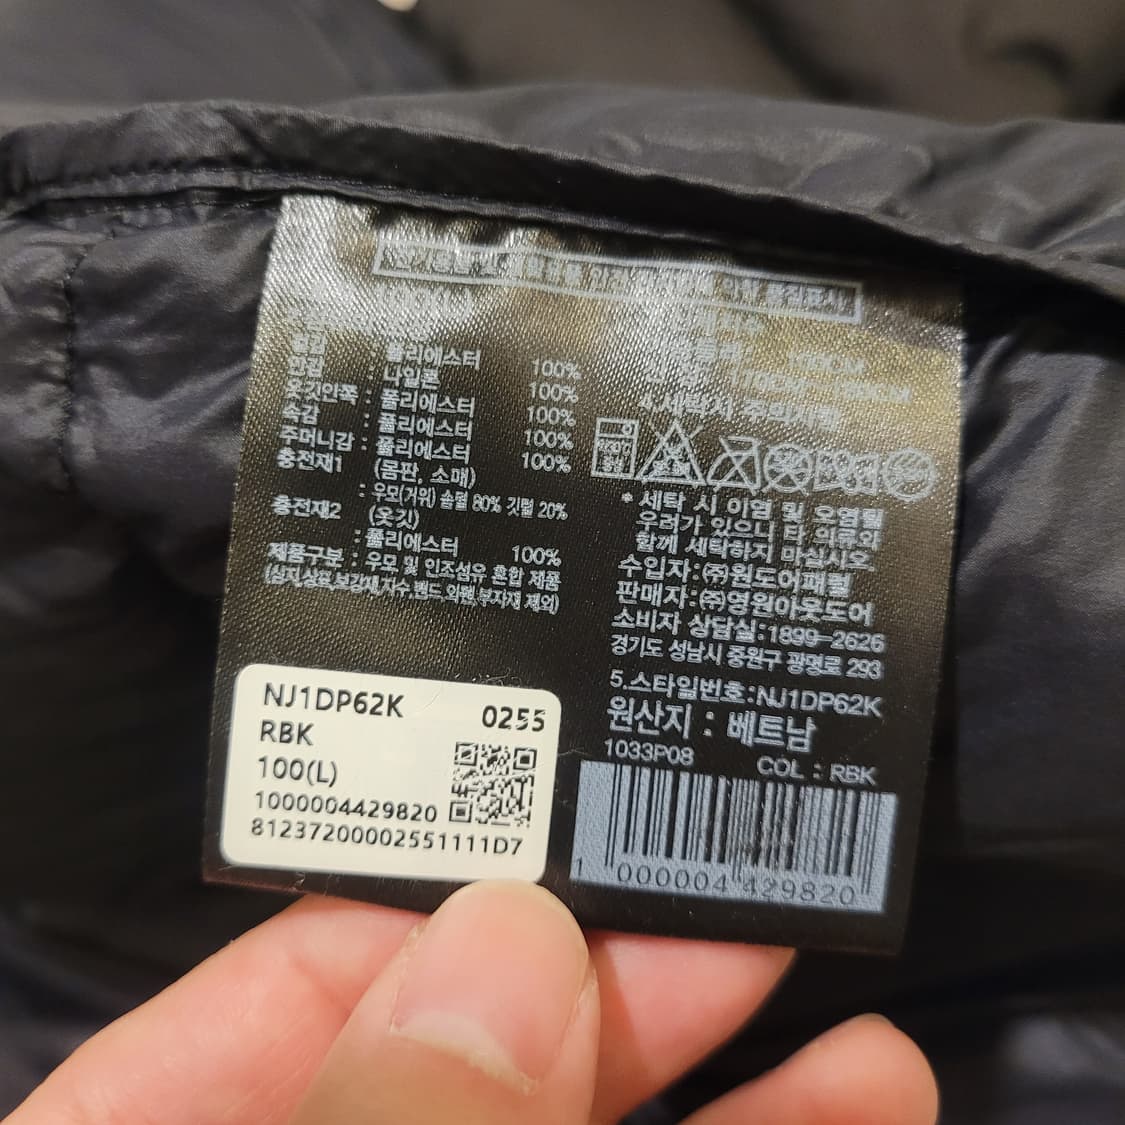 100(L)
겉감 : 폴리에스터 100%
안감 : 나일론 100%
옷깃안쪽 : 폴리에스터 100%
속감 : 폴리에스터 100%
주머니감 : 폴리에스터 100%
충전재1 (몸판, 소매)
: 우모(거위) 솜털 80% 깃털 20%
충전재2 (옷깃)
: 폴리에스터 100%
제품구분 : 우모 및 인조섬유 혼합 제품
(심지,상표,보강재,자수,밴드,외팬,부자재 제외)
4.세탁시 주의사항
* 세탁 시 이염 및 오염될
우려가 있으니 타 의류와
함께 세탁하지 마십시오
수입자:㈜원도어패럴
판매자:㈜영원아웃도어
소비자 상담실:1899-2626
경기도 성남시 중원구 광명로 293
5.스타일번호:NJ1DP62K
원산지 : 베트남
1033P08 COL : RBK
1 000004 429820
NJ1DP62K 0255
RBK
100(L)
1000004429820
81237200002551111D7